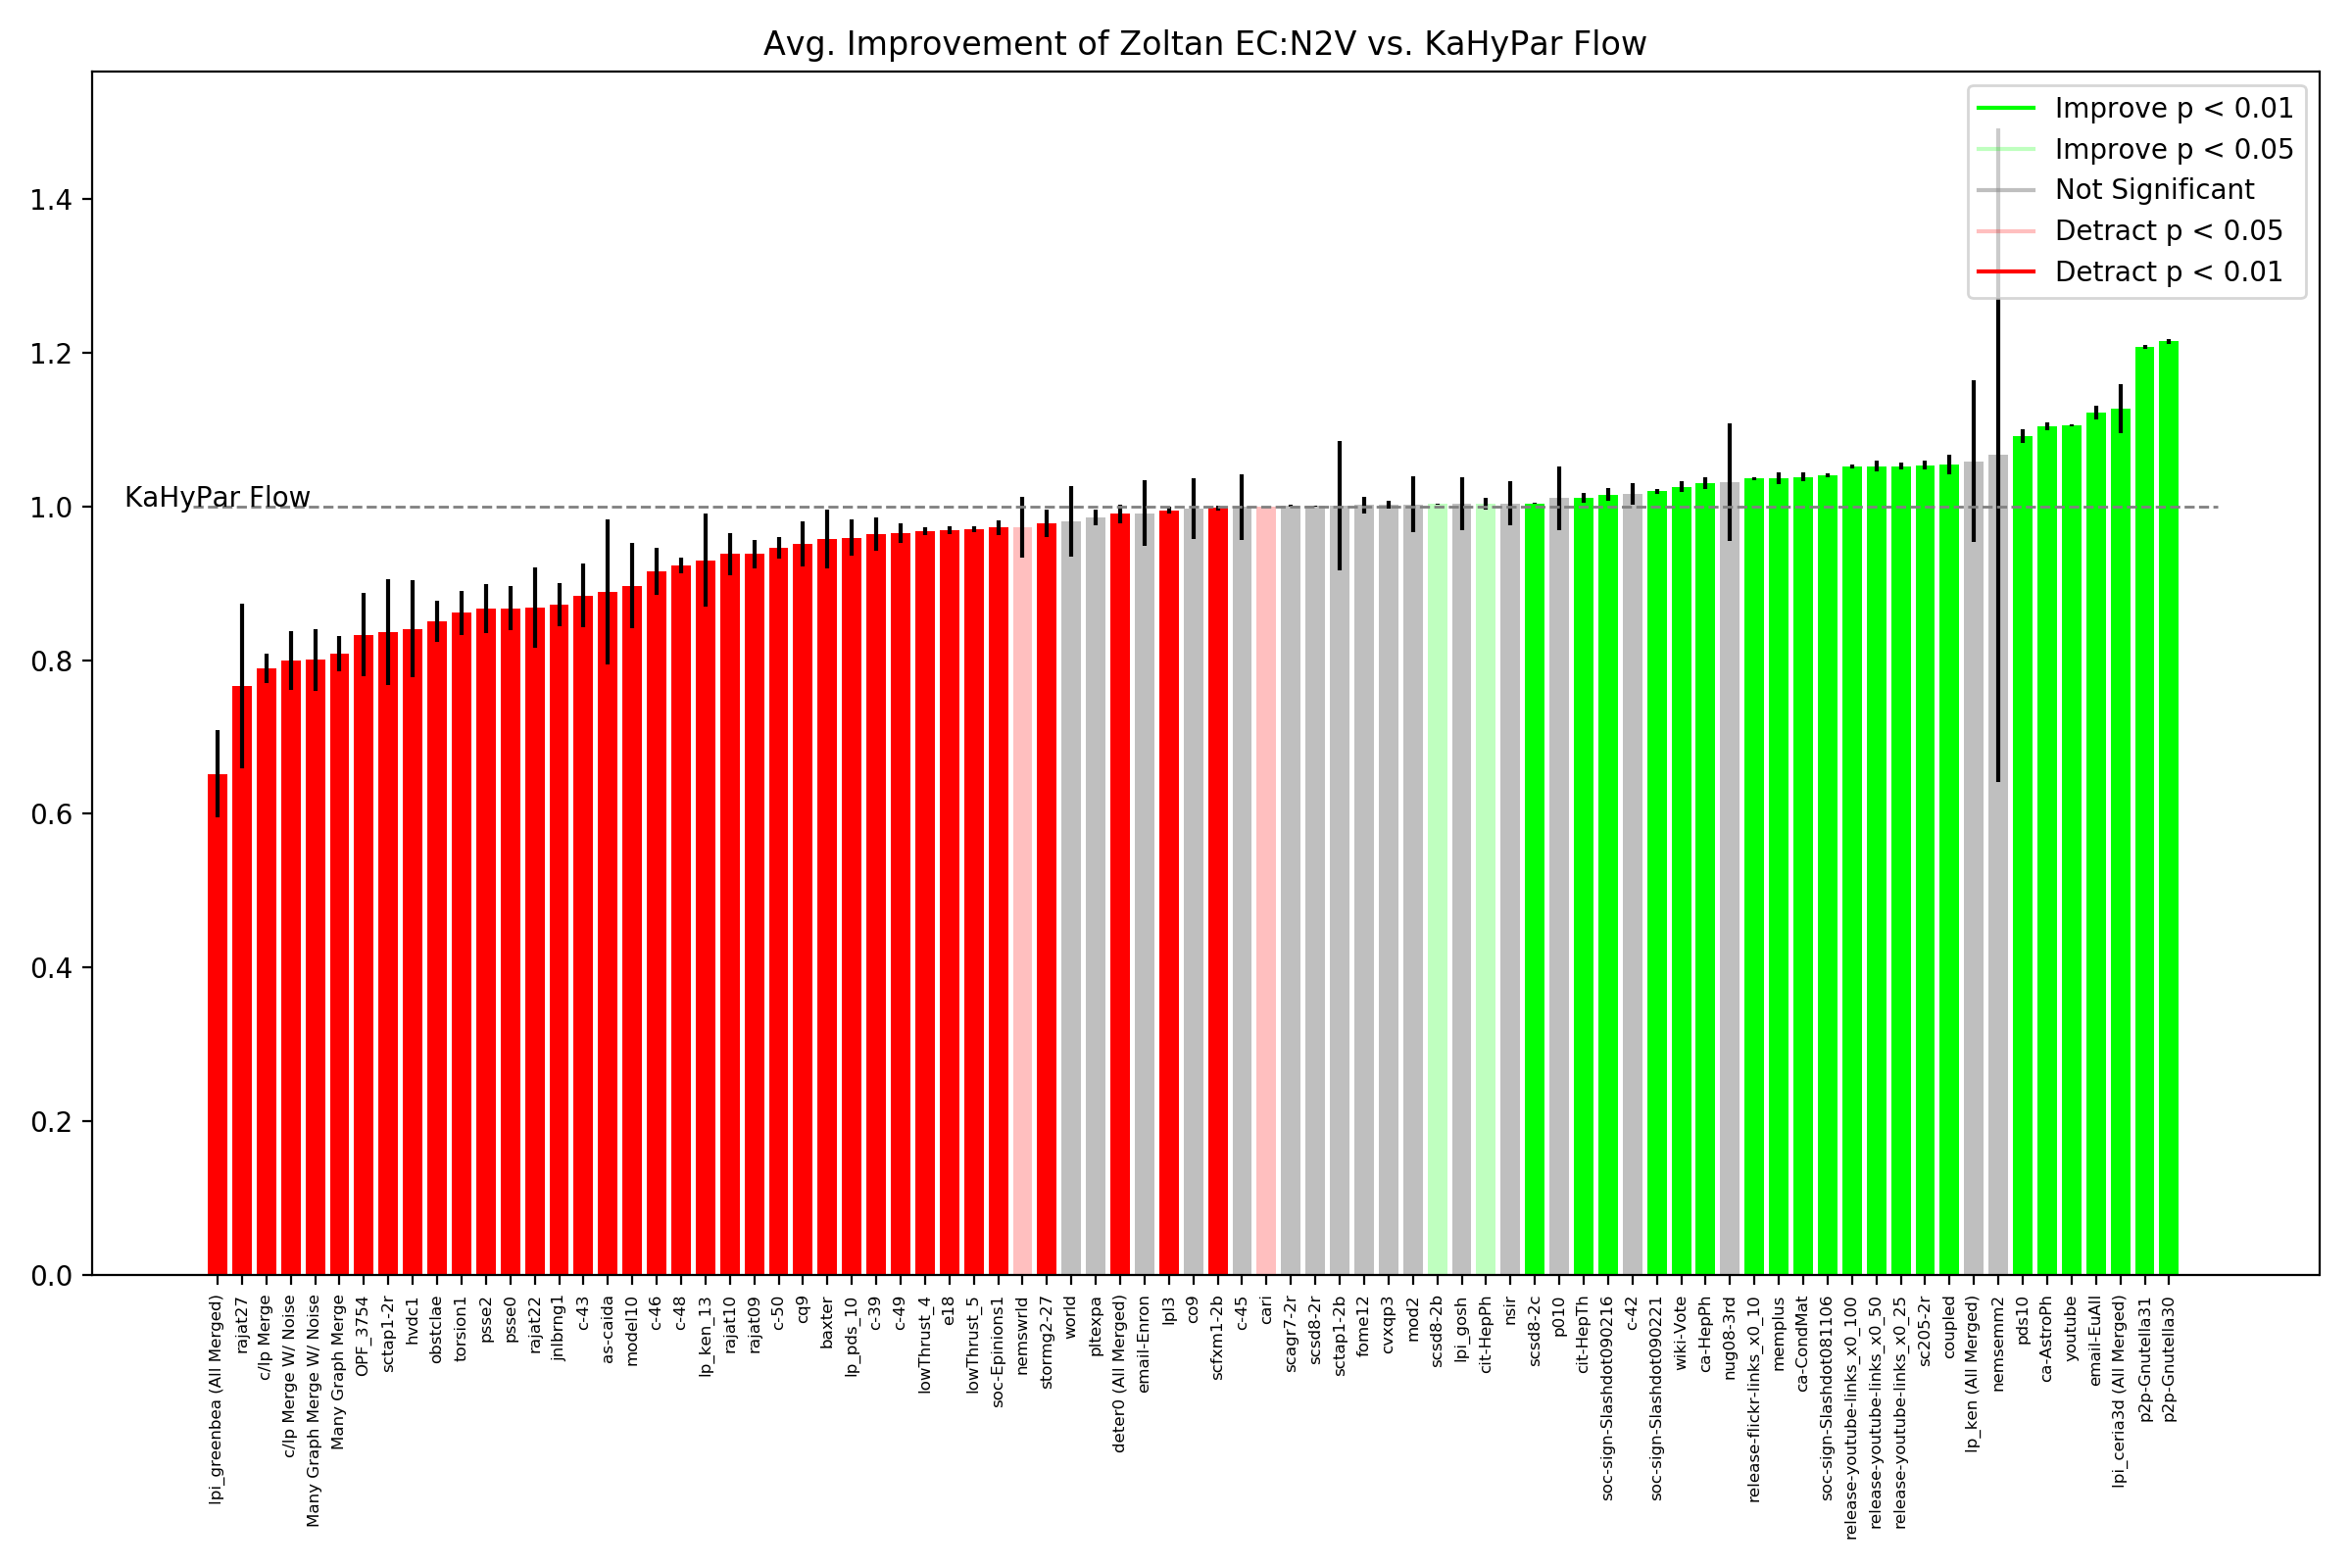 Avg. Improvement of Zoltan EC:N2V vs. KaHyPar Flow
Improve p < 0.01
Improve p < 0.05
Not Significant
Detract p < 0.05
Detract p < 0.01
1.4
1.2
1.0
0.8
0.6
0.4
0.2
0.0
KaHyPar Flow
lpi_greenbea (All Merged)
rajat27
c/lp Merge
c/lp Merge W/ Noise
Many Graph Merge W/ Noise
Many Graph Merge
OPF_3754
sctap1-2r
hvdc1
obstclae
torsion1
psse2
psse0
rajat22
jnlbrng1
c-43
as-caida
model10
c-46
c-48
lp_ken_13
rajat10
rajat09
c-50
cq9
baxter
lp_pds_10
c-39
c-49
lowThrust_4
e18
lowThrust_5
soc-Epinions1
nemswrld
stormg2-27
world
pltexpa
deter0 (All Merged)
email-Enron
lpl3
co9
scfxm1-2b
c-45
cari
scagr7-2r
scsd8-2r
sctap1-2b
fome12
cvxqp3
mod2
scsd8-2b
lpi_gosh
cit-HepPh
nsir
scsd8-2c
p010
cit-HepTh
soc-sign-Slashdot090216
c-42
soc-sign-Slashdot090221
wiki-Vote
ca-HepPh
nug08-3rd
release-flickr-links_x0_10
memplus
ca-CondMat
soc-sign-Slashdot081106
release-youtube-links_x0_100
release-youtube-links_x0_50
release-youtube-links_x0_25
sc205-2r
coupled
lp_ken (All Merged)
nemsemm2
pds10
ca-AstroPh
youtube
email-EuAll
lpi_ceria3d (All Merged)
p2p-Gnutella31
p2p-Gnutella30